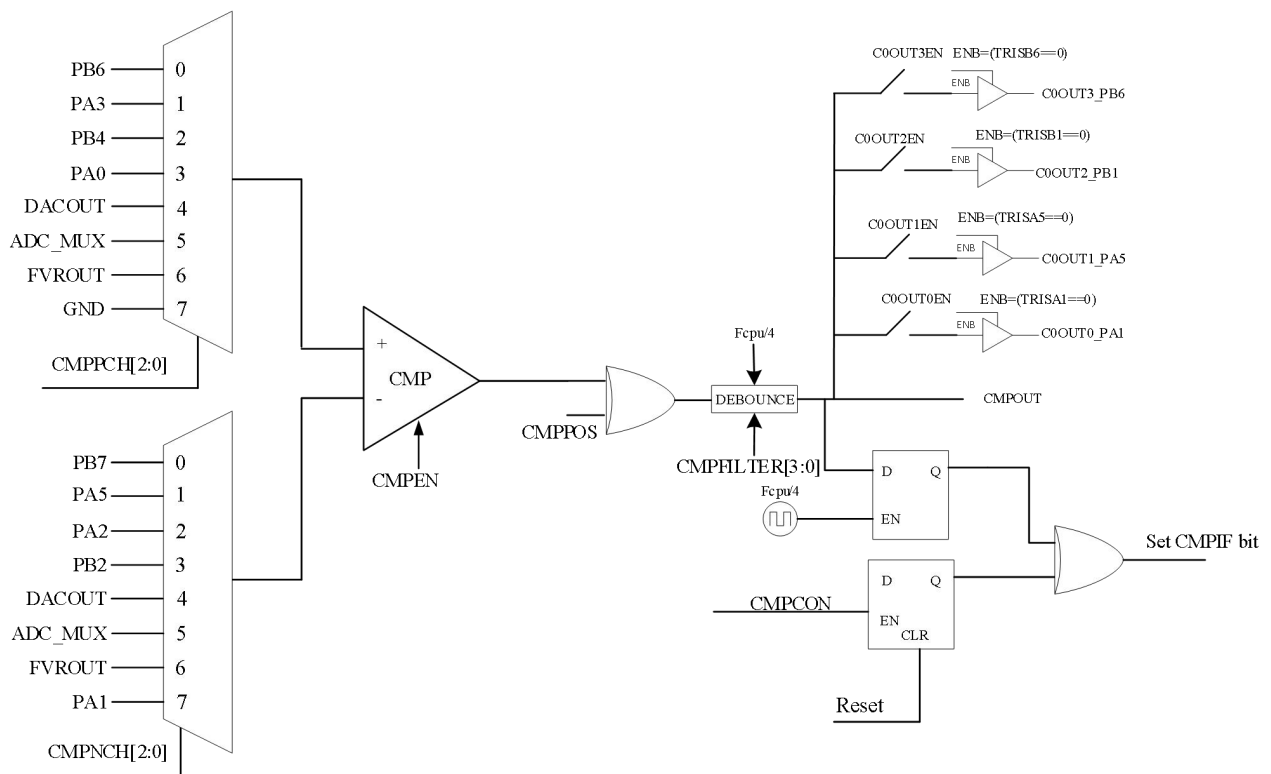 PB6
0
PA3
1
PB4
2
PA0
3
DACOUT
4
ADC_MUX
5
FVROUT
6
GND
7
CMPPCH[2:0]
PB7
0
PA5
1
PA2
2
PB2
3
DACOUT
4
ADC_MUX
5
FVROUT
6
PA1
7
CMPNCH[2:0]
+
CMP
-
CMPEN
CMPPOS
Fcpu/4
DEBOUNCE
CMPFILTER[3:0]
C0OUT3EN
ENB=(TRISB6==0)
ENB
C0OUT3_PB6
C0OUT2EN
ENB=(TRISB1==0)
ENB
C0OUT2_PB1
C0OUT1EN
ENB=(TRISA5==0)
ENB
C0OUT1_PA5
C0OUT0EN
ENB=(TRISA1==0)
ENB
C0OUT0_PA1
CMPOUT
Fcpu/4
D
Q
EN
D
Q
EN
CLR
CMPCON
Reset
Set CMPIF bit